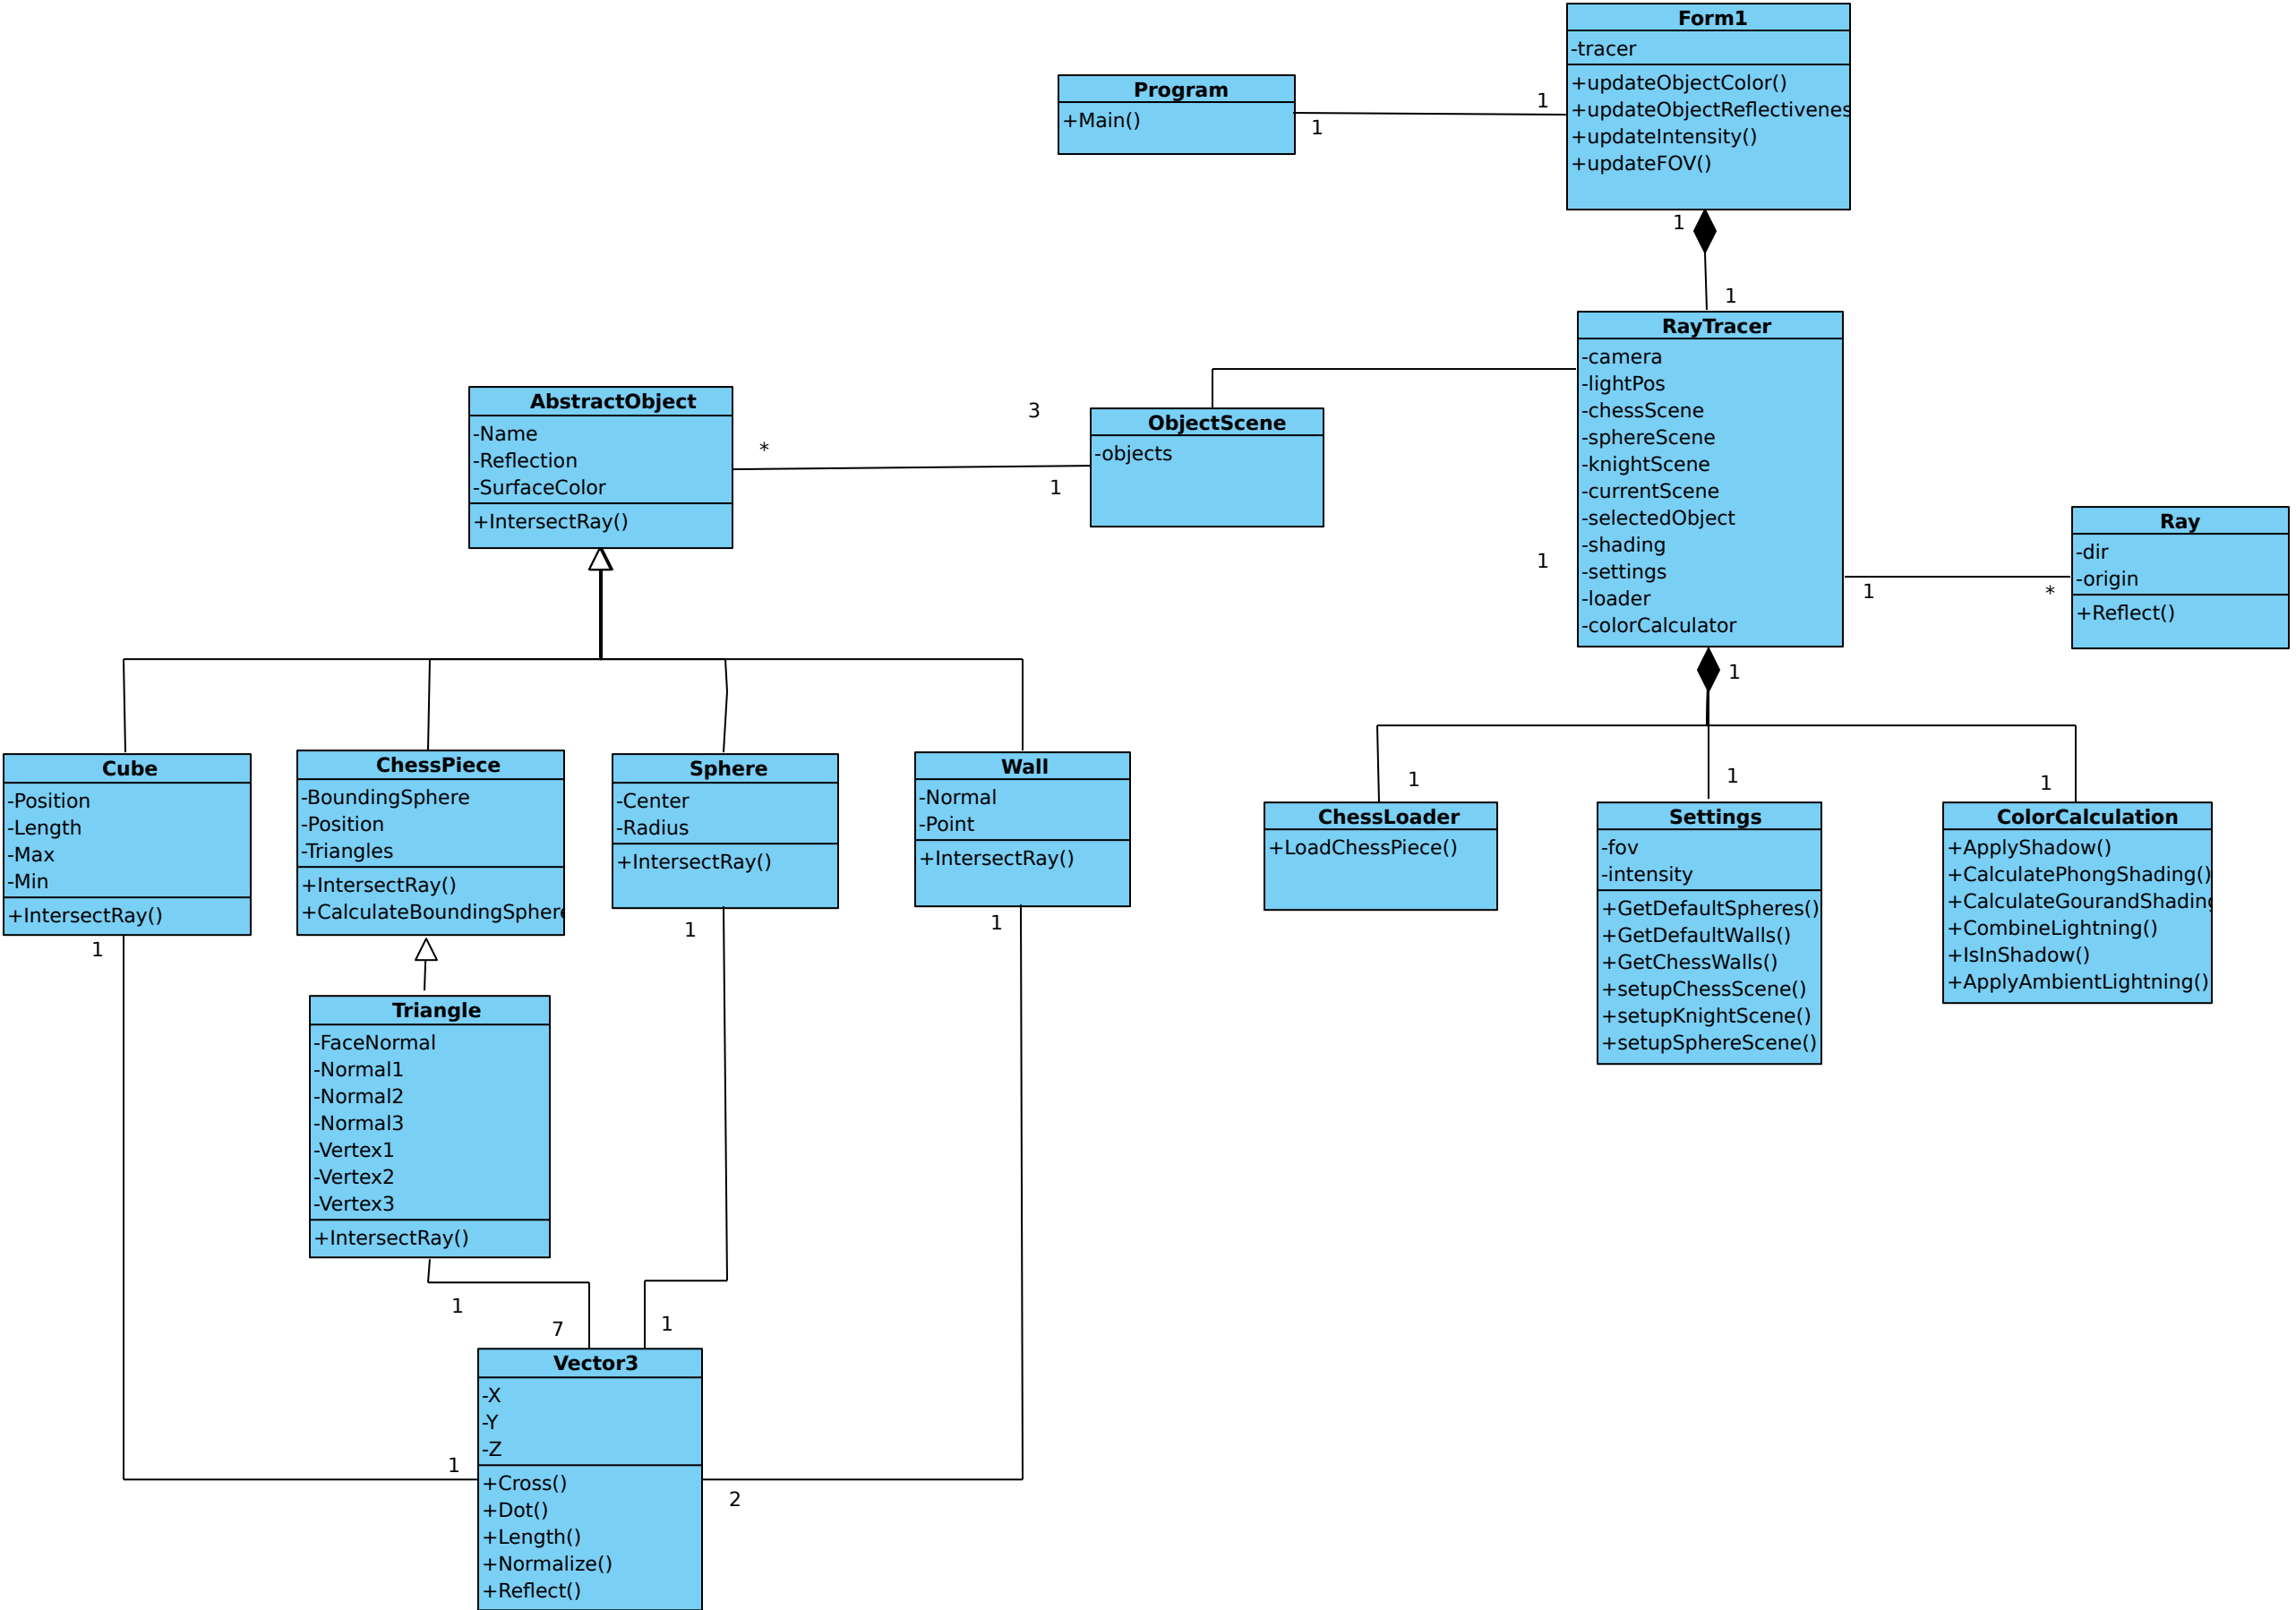 Form1
-tracer
+updateObjectColor()
+updateObjectReflectivenes
+updateIntensity()
+updateFOV()
Program
+Main()
1
1
1
1
RayTracer
-camera
-lightPos
-chessScene
-sphereScene
-knightScene
-currentScene
-selectedObject
-shading
-settings
-loader
-colorCalculator
AbstractObject
-Name
-Reflection
-SurfaceColor
+IntersectRay()
*
3
1
ObjectScene
-objects
1
Ray
-dir
-origin
+Reflect()
1
*
1
Cube
-Position
-Length
-Max
-Min
+IntersectRay()
1
ChessPiece
-BoundingSphere
-Position
-Triangles
+IntersectRay()
+CalculateBoundingSphere
Sphere
-Center
-Radius
+IntersectRay()
1
Wall
-Normal
-Point
+IntersectRay()
1
1
1
1
ChessLoader
+LoadChessPiece()
Settings
-fov
-intensity
+GetDefaultSpheres()
+GetDefaultWalls()
+GetChessWalls()
+setupChessScene()
+setupKnightScene()
+setupSphereScene()
ColorCalculation
+ApplyShadow()
+CalculatePhongShading()
+CalculateGourandShading
+CombineLightning()
+IsInShadow()
+ApplyAmbientLightning()
Triangle
-FaceNormal
-Normal1
-Normal2
-Normal3
-Vertex1
-Vertex2
-Vertex3
+IntersectRay()
1
7
1
Vector3
-X
-Y
-Z
+Cross()
+Dot()
+Length()
+Normalize()
+Reflect()
1
2